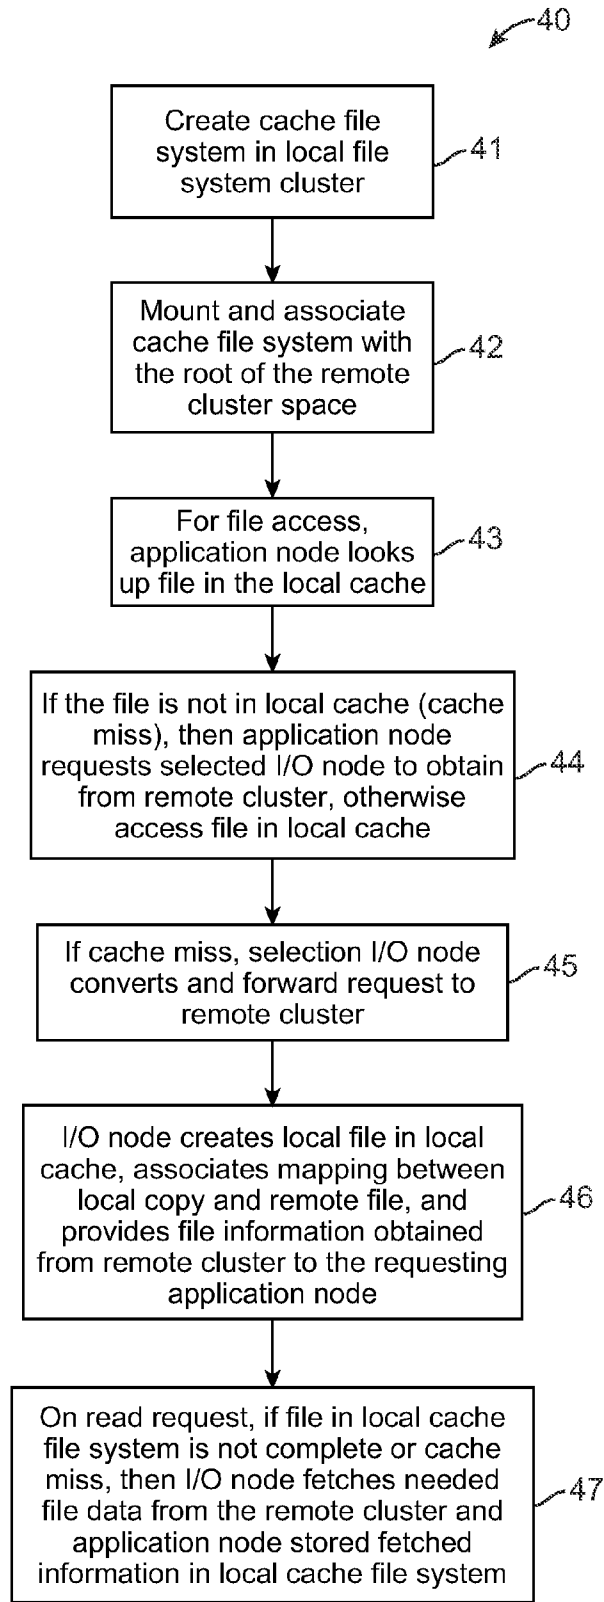 40
Create cache file
system in local file
system cluster
41
Mount and associate
cache file system with
the root of the remote
cluster space
42
For file access,
application node looks
up file in the local cache
43
If the file is not in local cache (cache
miss), then application node
requests selected I/O node to obtain
from remote cluster, otherwise
access file in local cache
44
If cache miss, selection I/O node
converts and forward request to
remote cluster
45
I/O node creates local file in local
cache, associates mapping between
local copy and remote file, and
provides file information obtained
from remote cluster to the requesting
application node
46
On read request, if file in local cache
file system is not complete or cache
miss, then I/O node fetches needed
file data from the remote cluster and
application node stored fetched
information in local cache file system
47